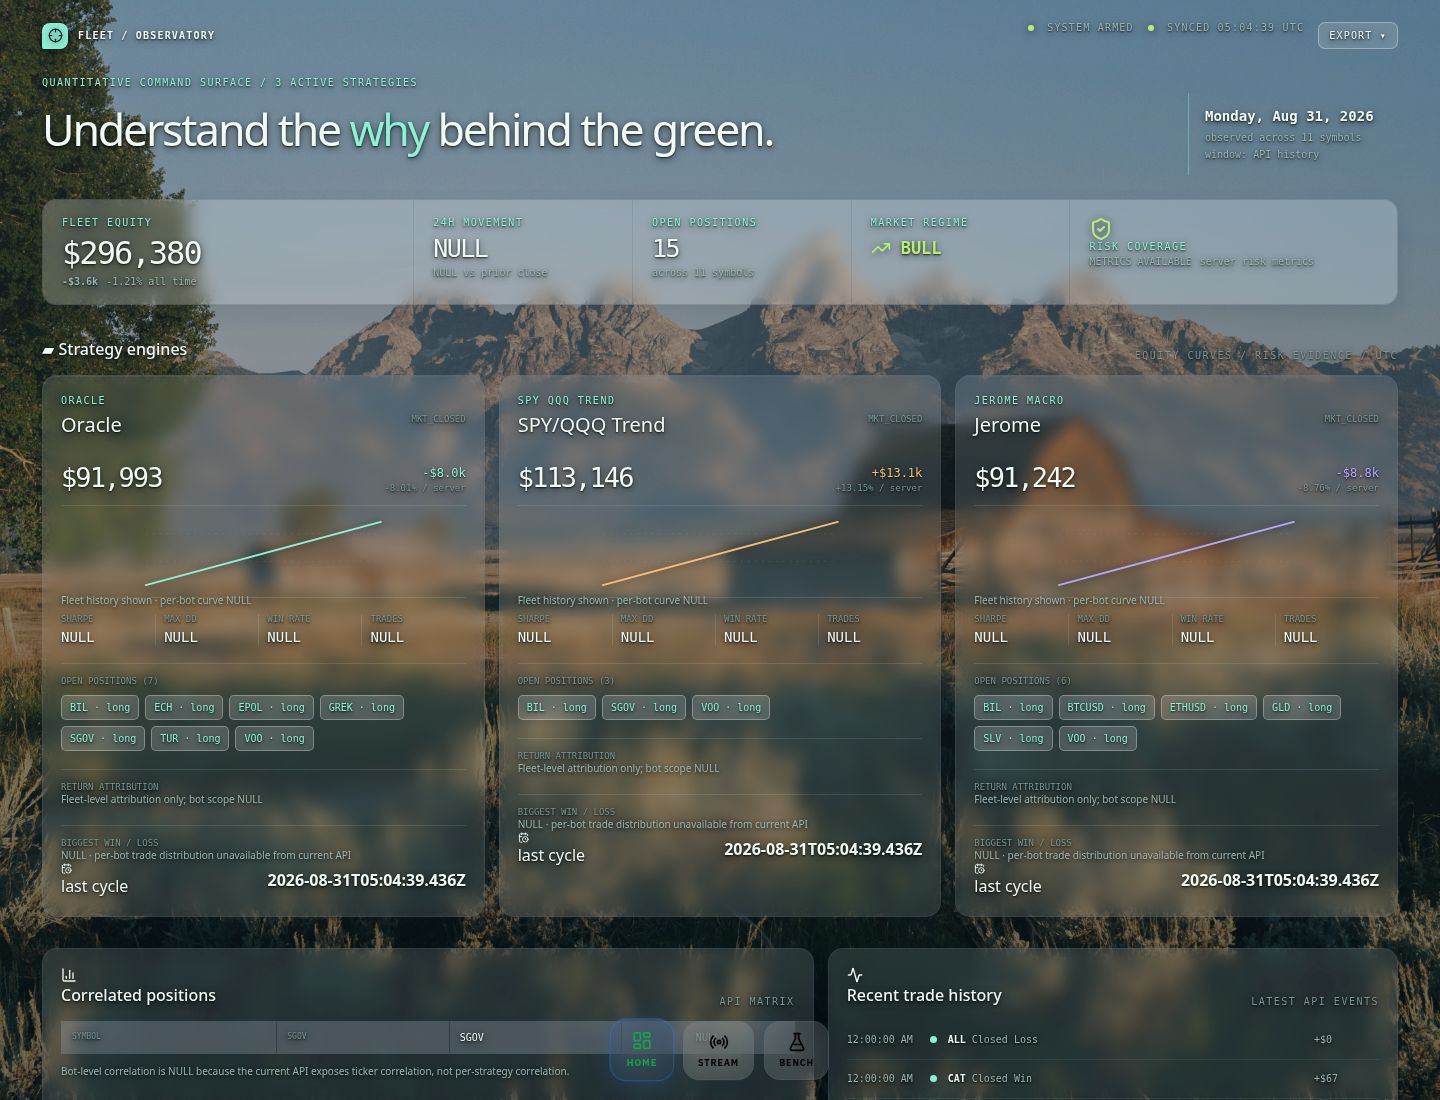 FLEET / OBSERVATORY
SYSTEM ARMED
SYNCED 05:04:39 UTC
EXPORT ▾
QUANTITATIVE COMMAND SURFACE / 3 ACTIVE STRATEGIES
Understand the why behind the green.
Monday, Aug 31, 2026
observed across 11 symbols
window: API history
FLEET EQUITY
$296,380
-$3.6k -1.21% all time
24H MOVEMENT
NULL
NULL vs prior close
OPEN POSITIONS
15
across 11 symbols
MARKET REGIME
BULL
RISK COVERAGE
METRICS AVAILABLE server risk metrics
▰ Strategy engines
EQUITY CURVES / RISK EVIDENCE / UTC
ORACLE
Oracle
MKT_CLOSED
$91,993
-$8.0k
-8.01% / server
Fleet history shown · per-bot curve NULL
SHARPE
NULL
MAX DD
NULL
WIN RATE
NULL
TRADES
NULL
OPEN POSITIONS (7)
BIL · long
ECH · long
EPOL · long
GREK · long
SGOV · long
TUR · long
VOO · long
RETURN ATTRIBUTION
Fleet-level attribution only; bot scope NULL
BIGGEST WIN / LOSS
NULL · per-bot trade distribution unavailable from current API
last cycle
2026-08-31T05:04:39.436Z
SPY QQQ TREND
SPY/QQQ Trend
MKT_CLOSED
$113,146
+$13.1k
+13.15% / server
Fleet history shown · per-bot curve NULL
SHARPE
NULL
MAX DD
NULL
WIN RATE
NULL
TRADES
NULL
OPEN POSITIONS (3)
BIL · long
SGOV · long
VOO · long
RETURN ATTRIBUTION
Fleet-level attribution only; bot scope NULL
BIGGEST WIN / LOSS
NULL · per-bot trade distribution unavailable from current API
last cycle
2026-08-31T05:04:39.436Z
JEROME MACRO
Jerome
MKT_CLOSED
$91,242
-$8.8k
-8.76% / server
Fleet history shown · per-bot curve NULL
SHARPE
NULL
MAX DD
NULL
WIN RATE
NULL
TRADES
NULL
OPEN POSITIONS (6)
BIL · long
BTCUSD · long
ETHUSD · long
GLD · long
SLV · long
VOO · long
RETURN ATTRIBUTION
Fleet-level attribution only; bot scope NULL
BIGGEST WIN / LOSS
NULL · per-bot trade distribution unavailable from current API
last cycle
2026-08-31T05:04:39.436Z
Correlated positions
API MATRIX
SYMBOL
SGOV
SGOV
Bot-level correlation is NULL because the current API exposes ticker correlation, not per-strategy correlation.
HOME
STREAM
BENCH
Recent trade history
LATEST API EVENTS
12:00:00 AM
ALL Closed Loss
+$0
12:00:00 AM
CAT Closed Win
+$67